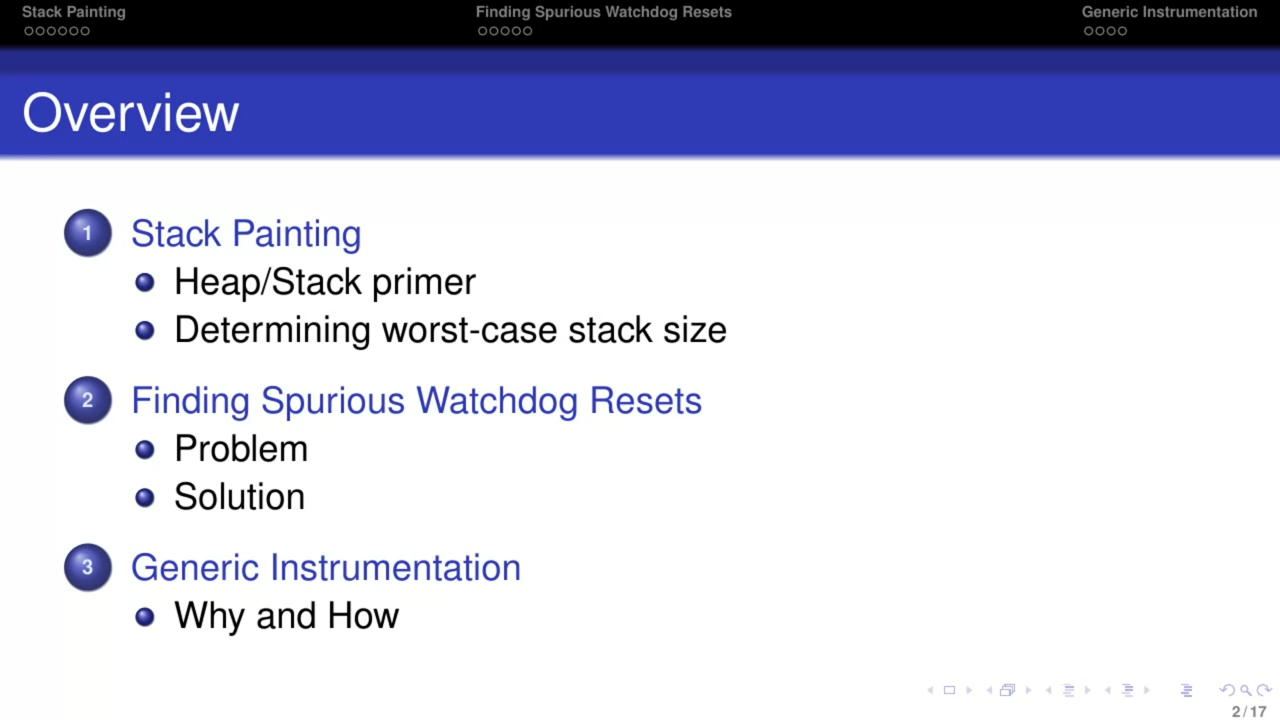 Stack Painting
Finding Spurious Watchdog Resets
Generic Instrumentation
Overview
1 Stack Painting
Heap/Stack primer
Determining worst-case stack size
2 Finding Spurious Watchdog Resets
Problem
Solution
3 Generic Instrumentation
Why and How
2 / 17